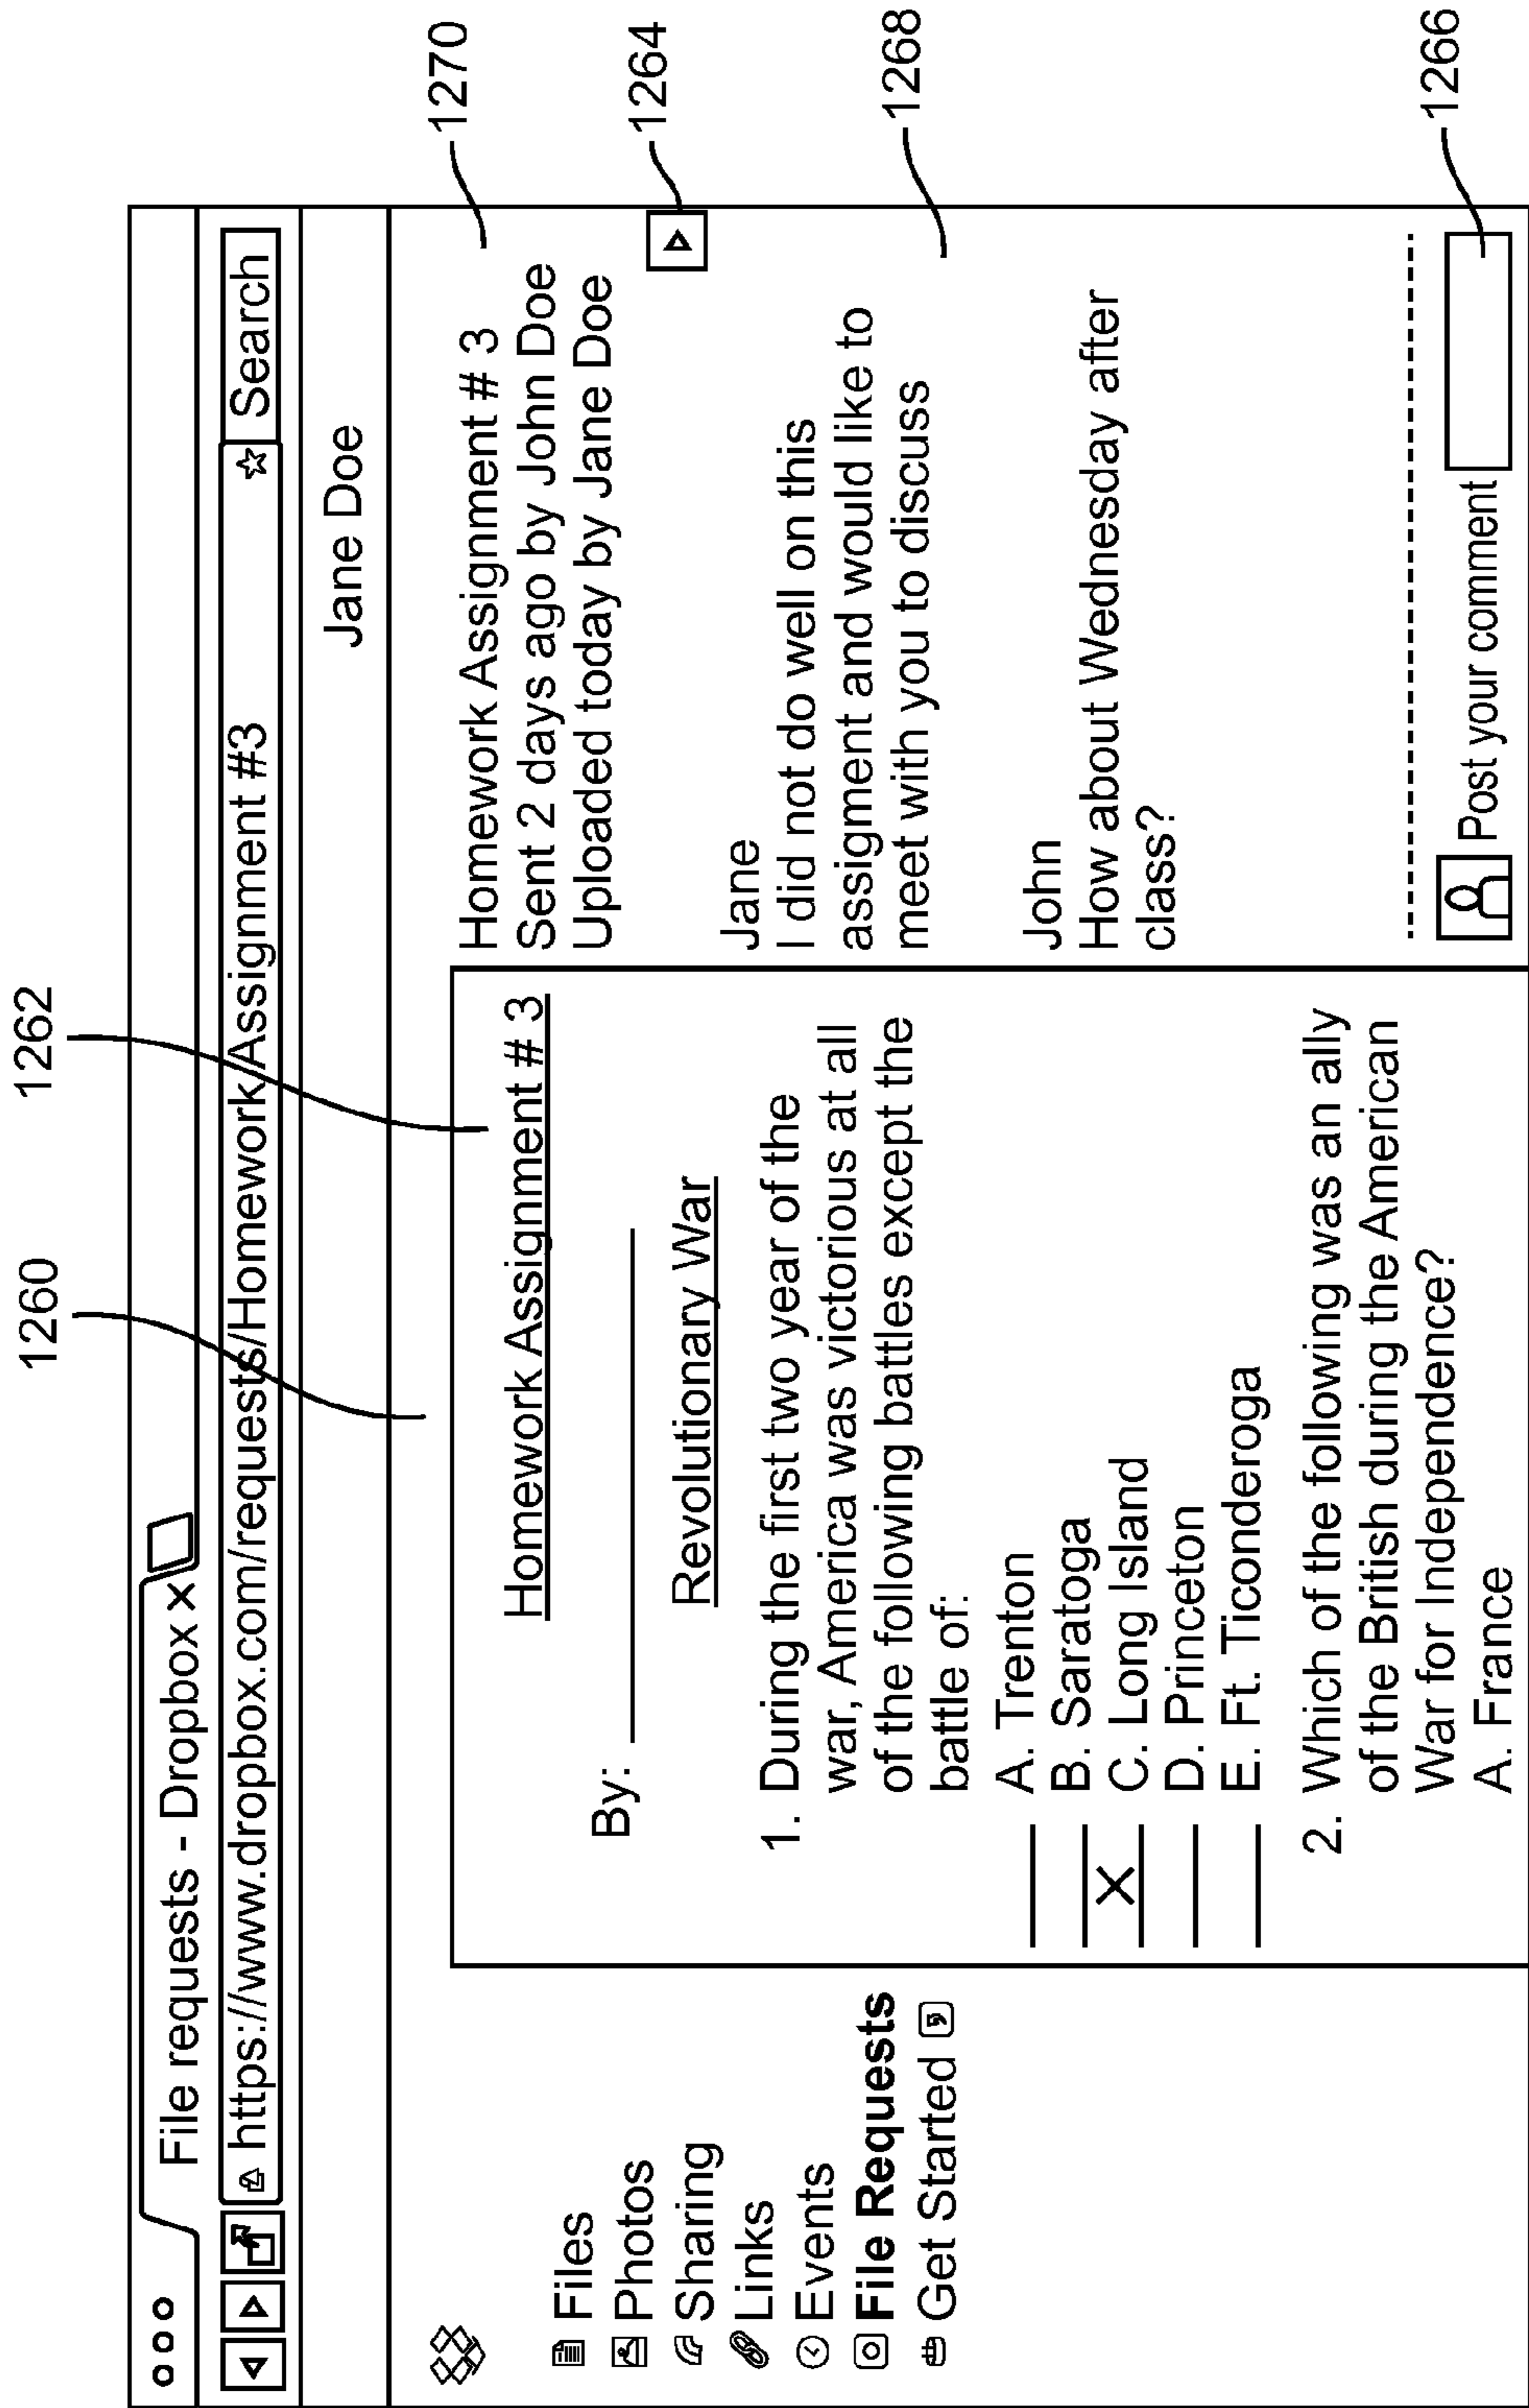 1260
1262
File requests - Dropbox ×
https://www.dropbox.com/requests/Homework Assignment #3
Search
Jane Doe
Files
Photos
Sharing
Links
Events
File Requests
Get Started
Homework Assignment # 3
By:
Revolutionary War
1. During the first two year of the
war, America was victorious at all
of the following battles except the
battle of:
A. Trenton
B. Saratoga
X C. Long Island
D. Princeton
E. Ft. Ticonderoga
2. Which of the following was an ally
of the British during the American
War for Independence?
A. France
Homework Assignment # 3
Sent 2 days ago by John Doe
Uploaded today by Jane Doe
Jane
I did not do well on this
assigment and would like to
meet with you to discuss
John
How about Wednesday after
class?
Post your comment
1270
1264
1268
1266